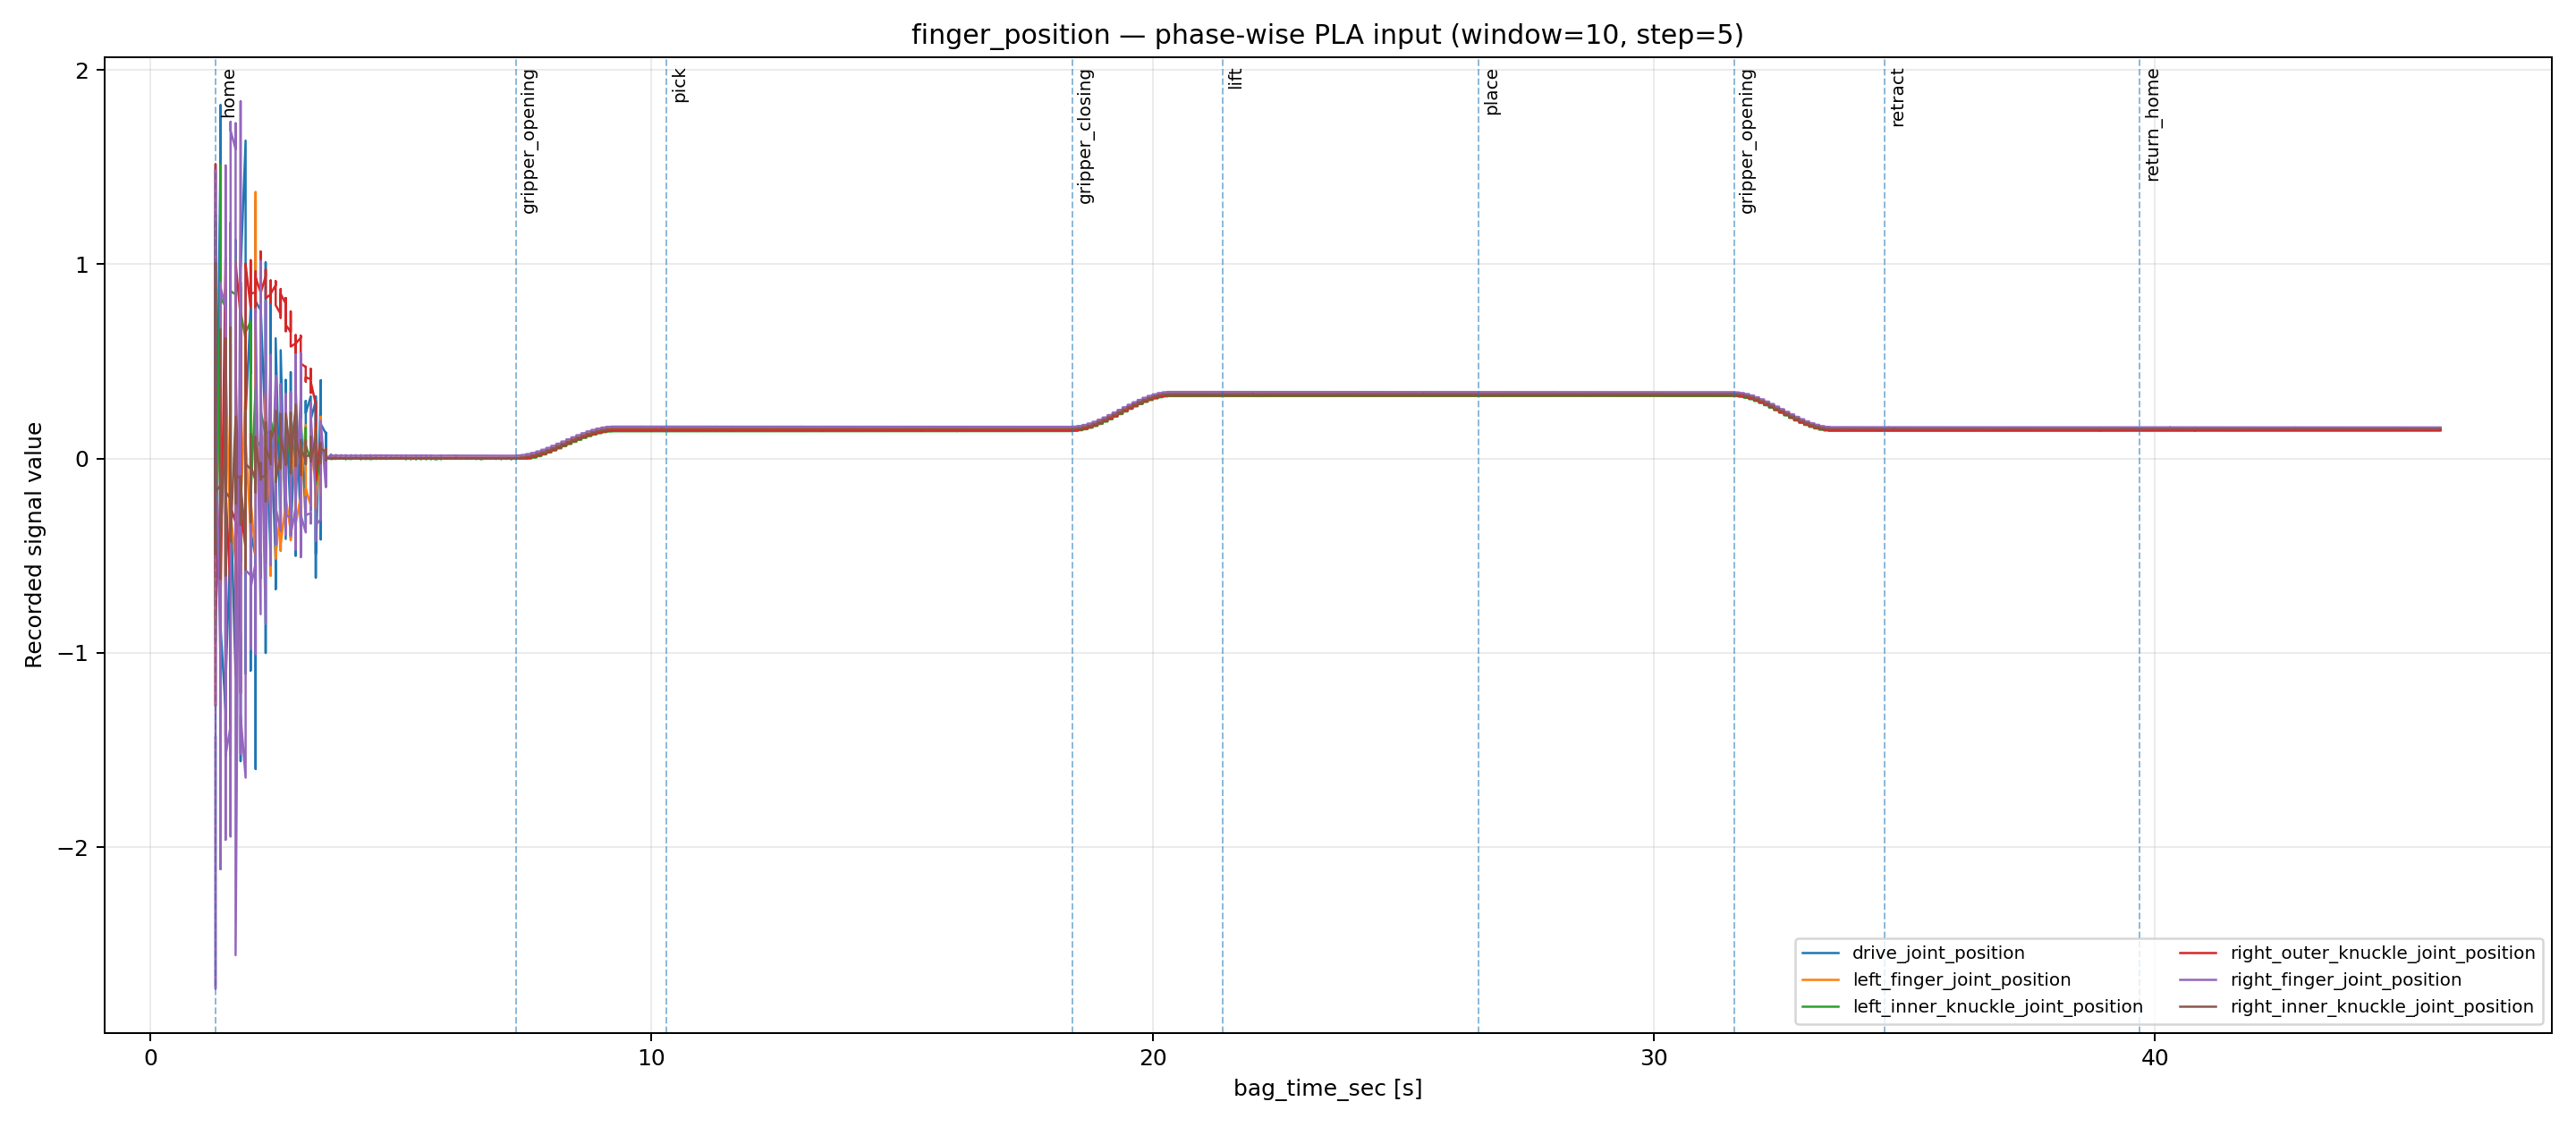 finger_position — phase-wise PLA input (window=10, step=5)
home
gripper_opening
pick
gripper_closing
lift
place
gripper_opening
retract
return_home
Recorded signal value
2
1
0
−1
−2
0
10
20
30
40
bag_time_sec [s]
drive_joint_position
left_finger_joint_position
left_inner_knuckle_joint_position
right_outer_knuckle_joint_position
right_finger_joint_position
right_inner_knuckle_joint_position